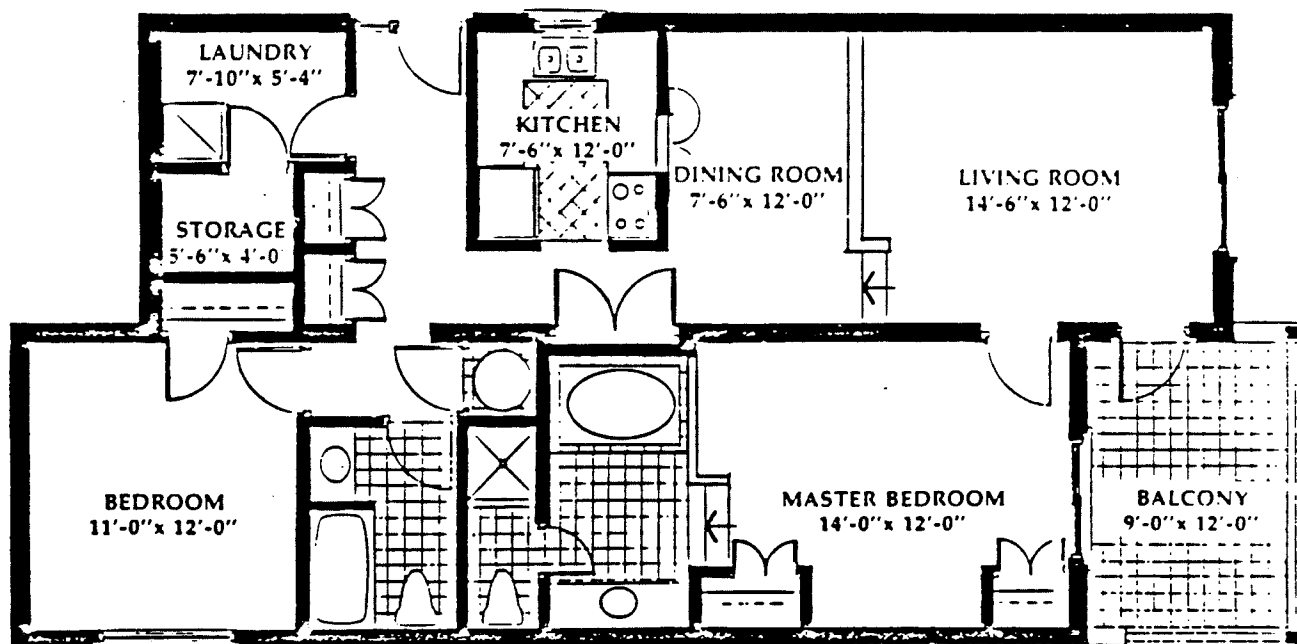 LAUNDRY
7'-10" x 5'-4"
KITCHEN
7'-6" x 12'-0"
DINING ROOM
7'-6" x 12'-0"
LIVING ROOM
14'-6" x 12'-0"
STORAGE
5'-6" x 4'-0
BEDROOM
11'-0" x 12'-0"
MASTER BEDROOM
14'-0" x 12'-0"
BALCONY
9'-0" x 12'-0"